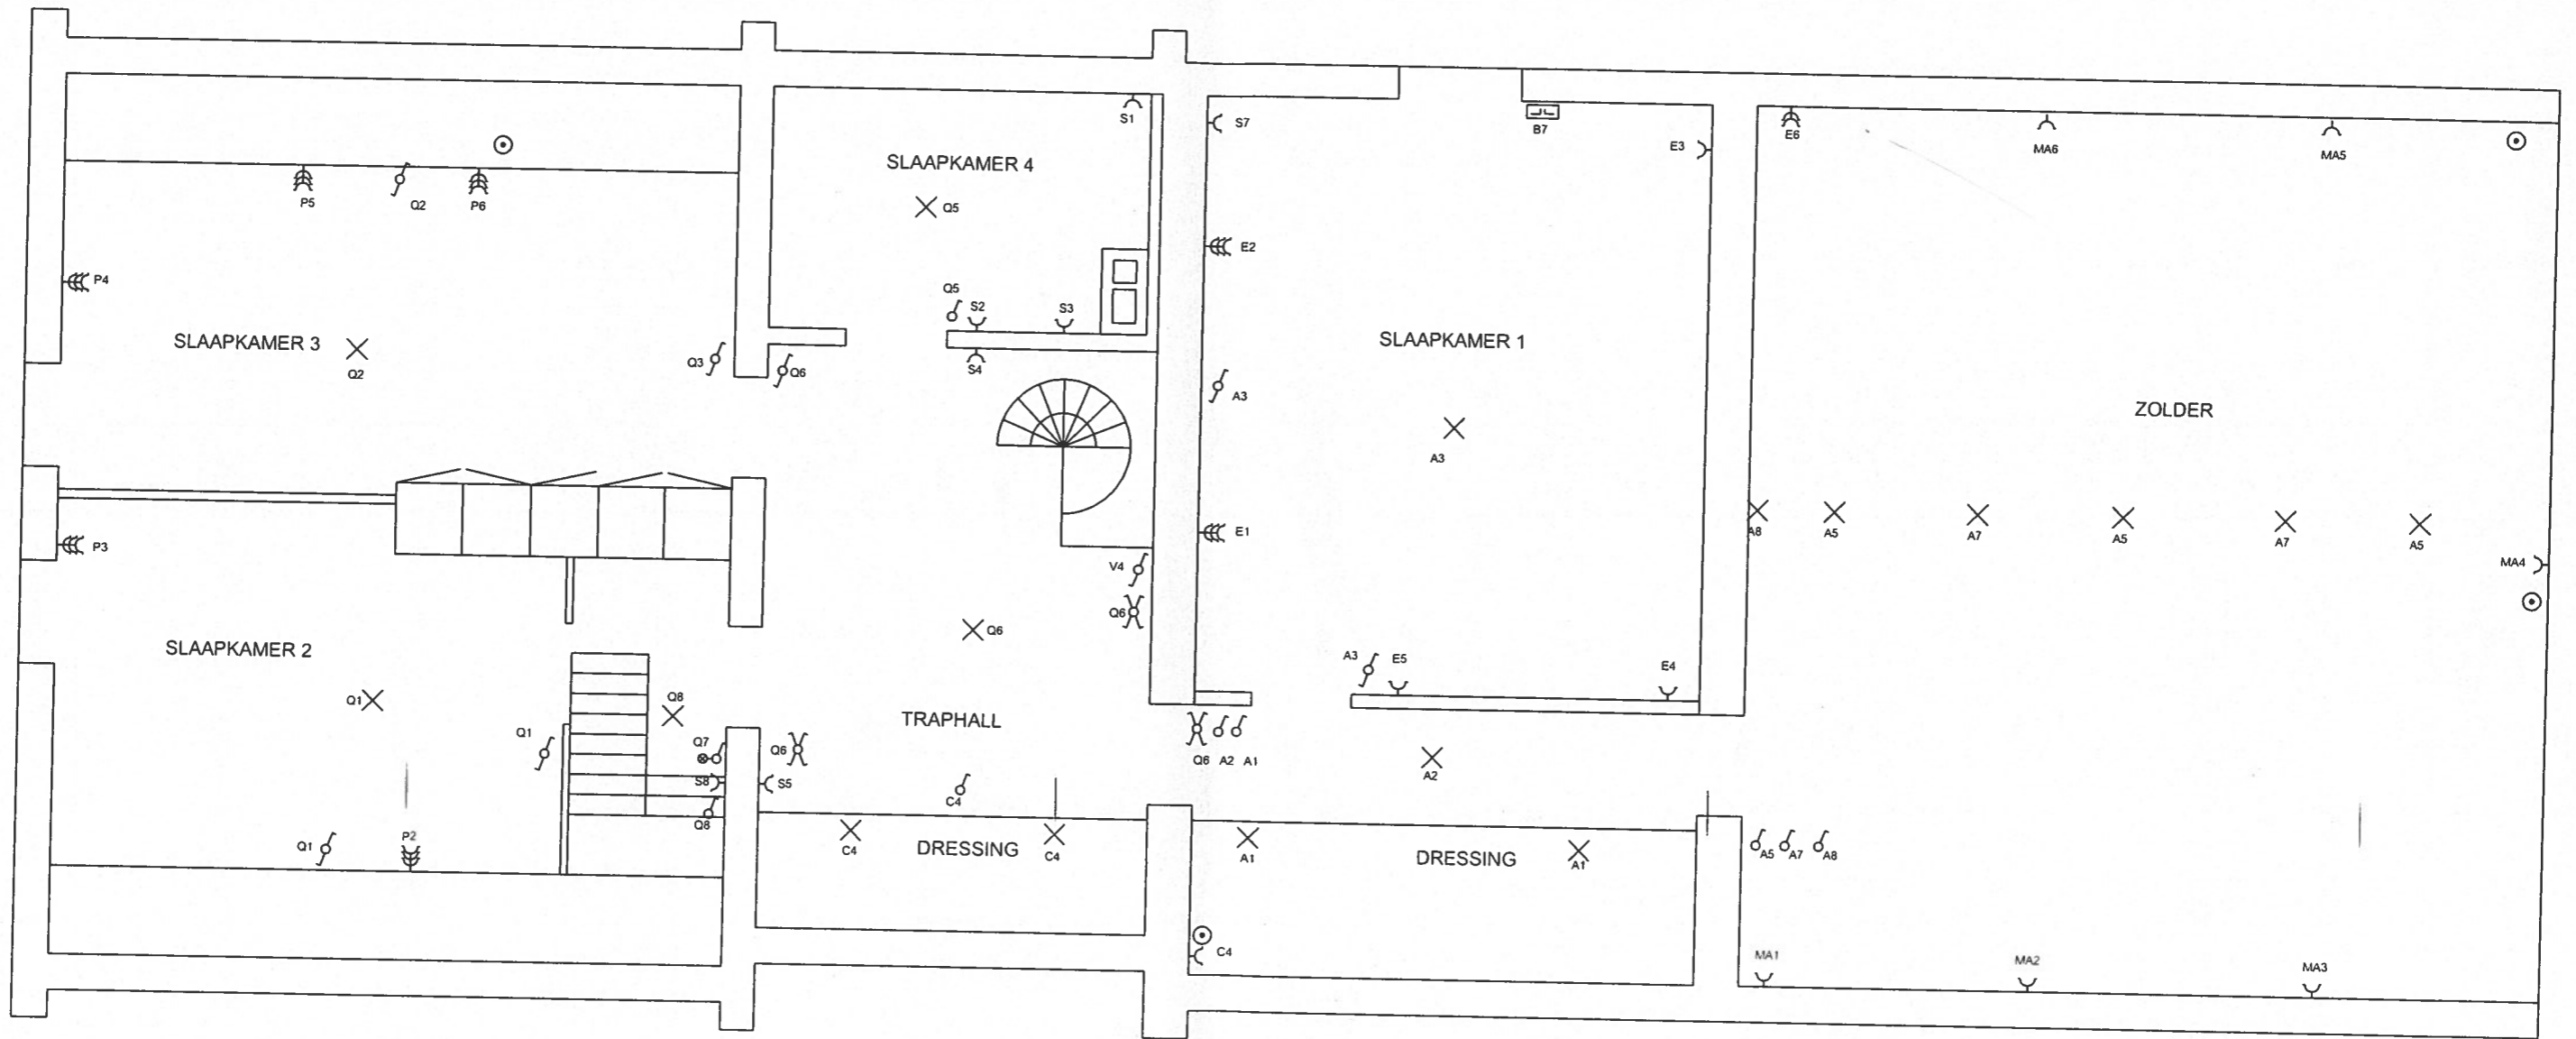 S1
S7
B7
E3
E6
MA6
MA5
SLAAPKAMER 4
P5
Q2
P6
Q5
E2
P4
Q5
S2
S3
SLAAPKAMER 3
SLAAPKAMER 1
Q2
Q3
Q6
S4
A3
A3
ZOLDER
P3
E1
A8
A5
A7
A5
A7
A5
V4
MA4
Q6
Q6
SLAAPKAMER 2
A3
E5
E4
Q1
Q8
TRAPHALL
Q1
Q7
Q6
Q6
A2
A1
A2
S8
S5
C4
Q8
Q1
P2
C4
DRESSING
C4
A1
DRESSING
A1
A5
A7
A8
C4
MA1
MA2
MA3